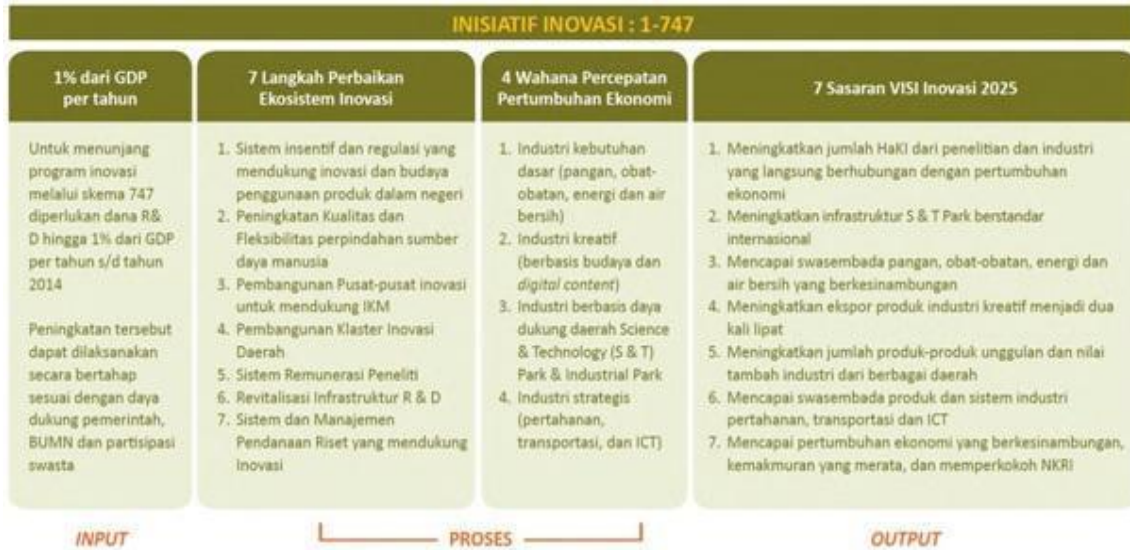 INISIATIF INOVASI : 1-747
1% dari GDP
per tahun
Untuk menunjang
program inovasi
melalui skema 747
diperlukan dana R&
D hingga 1% dari GDP
per tahun s/d tahun
2014
Peningkatan tersebut
dapat dilaksanakan
secara bertahap
sesuai dengan daya
dukung pemerintah,
BUMN dan partisipasi
swasta
7 Langkah Perbaikan
Ekosistem Inovasi
1. Sistem insentif dan regulasi yang
mendukung inovasi dan budaya
penggunaan produk dalam negeri
2. Peningkatan Kualitas dan
Fleksibilitas perpindahan sumber
daya manusia
3. Pembangunan Pusat-pusat inovasi
untuk mendukung IKM
4. Pembangunan Klaster Inovasi
Daerah
5. Sistem Remunerasi Peneliti
6. Revitalisasi Infrastruktur R & D
7. Sistem dan Manajemen
Pendanaan Riset yang mendukung
Inovasi
4 Wahana Percepatan
Pertumbuhan Ekonomi
1. Industri kebutuhan
dasar (pangan, obat-
obatan, energi dan air
bersih)
2. Industri kreatif
(berbasis budaya dan
digital content)
3. Industri berbasis daya
dukung daerah Science
& Technology (S & T)
Park & Industrial Park
4. Industri strategis
(pertahanan,
transportasi, dan ICT)
7 Sasaran VISI Inovasi 2025
1. Meningkatkan jumlah HaKI dari penelitian dan industri
yang langsung berhubungan dengan pertumbuhan
ekonomi
2. Meningkatkan infrastruktur S & T Park berstandar
internasional
3. Mencapai swasembada pangan, obat-obatan, energi dan
air bersih yang berkesinambungan
4. Meningkatkan ekspor produk industri kreatif menjadi dua
kali lipat
5. Meningkatkan jumlah produk-produk unggulan dan nilai
tambah industri dari berbagai daerah
6. Mencapai swasembada produk dan sistem industri
pertahanan, transportasi dan ICT
7. Mencapai pertumbuhan ekonomi yang berkesinambungan,
kemakmuran yang merata, dan memperkokoh NKRI
INPUT
PROSES
OUTPUT